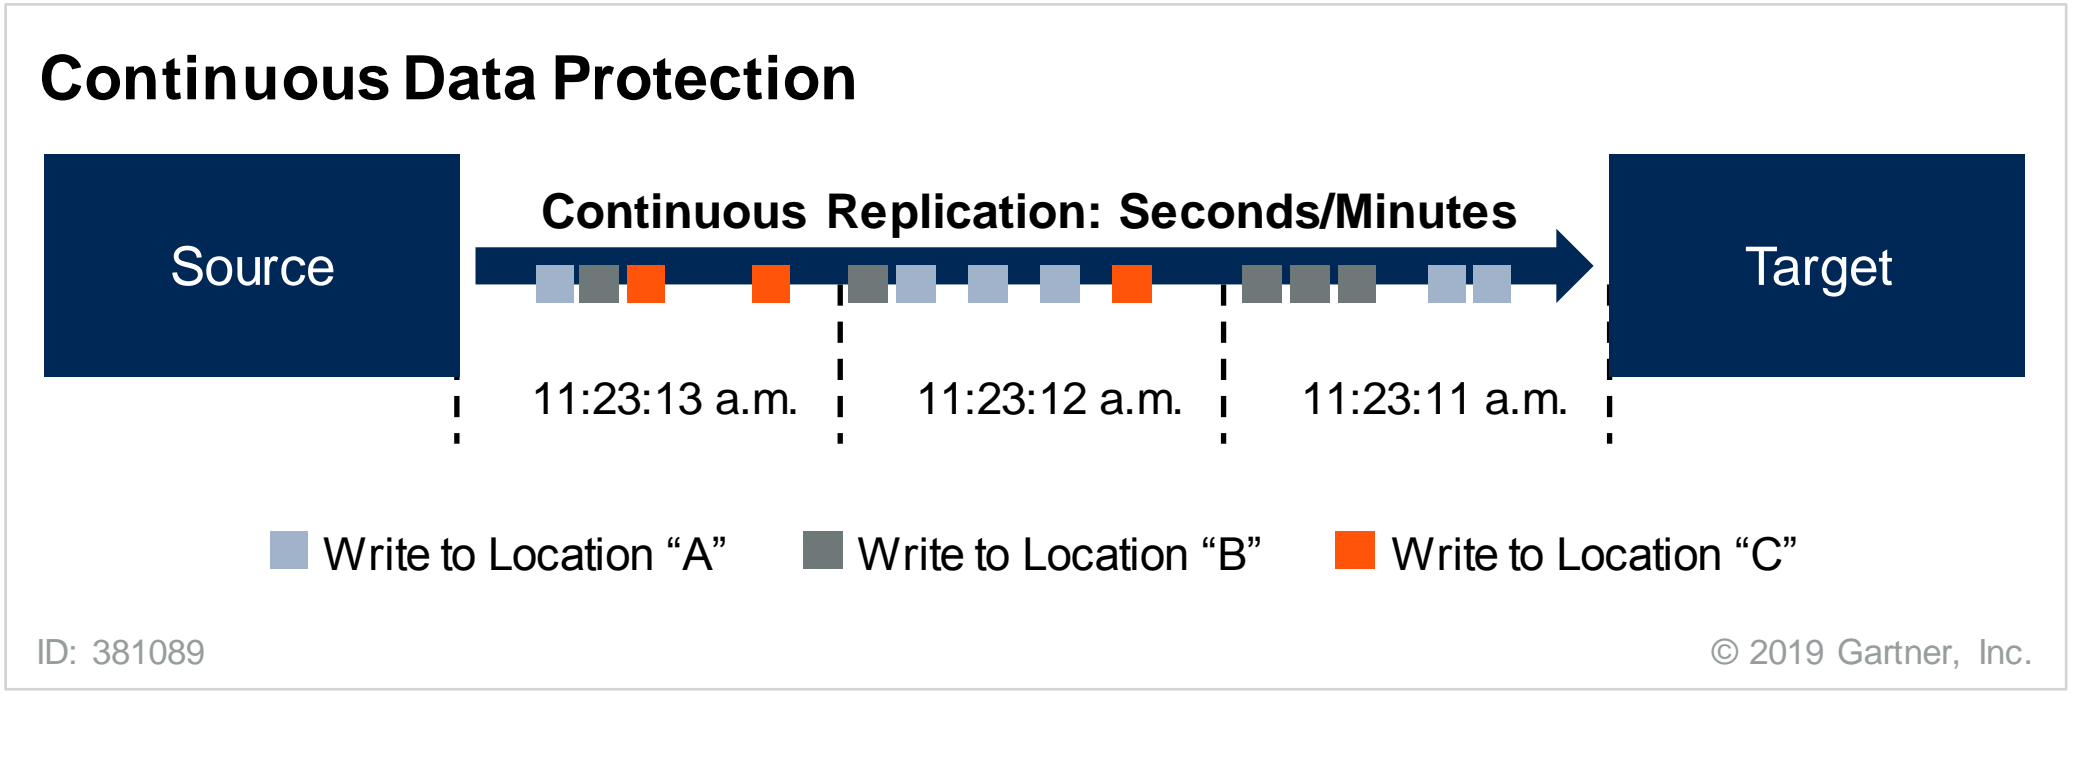 Continuous Data Protection
Continuous Replication: Seconds/Minutes
Source
Target
11:23:13 a.m.
11:23:12 a.m.
11:23:11 a.m.
Write to Location “A”
Write to Location “B”
Write to Location “C”
ID: 381089
© 2019 Gartner, Inc.